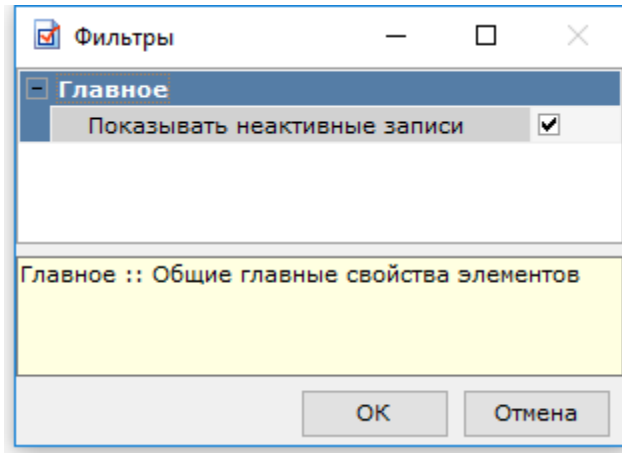 Фильтры
Главное
Показывать неактивные записи
Главное :: Общие главные свойства элементов
ОК
Отмена